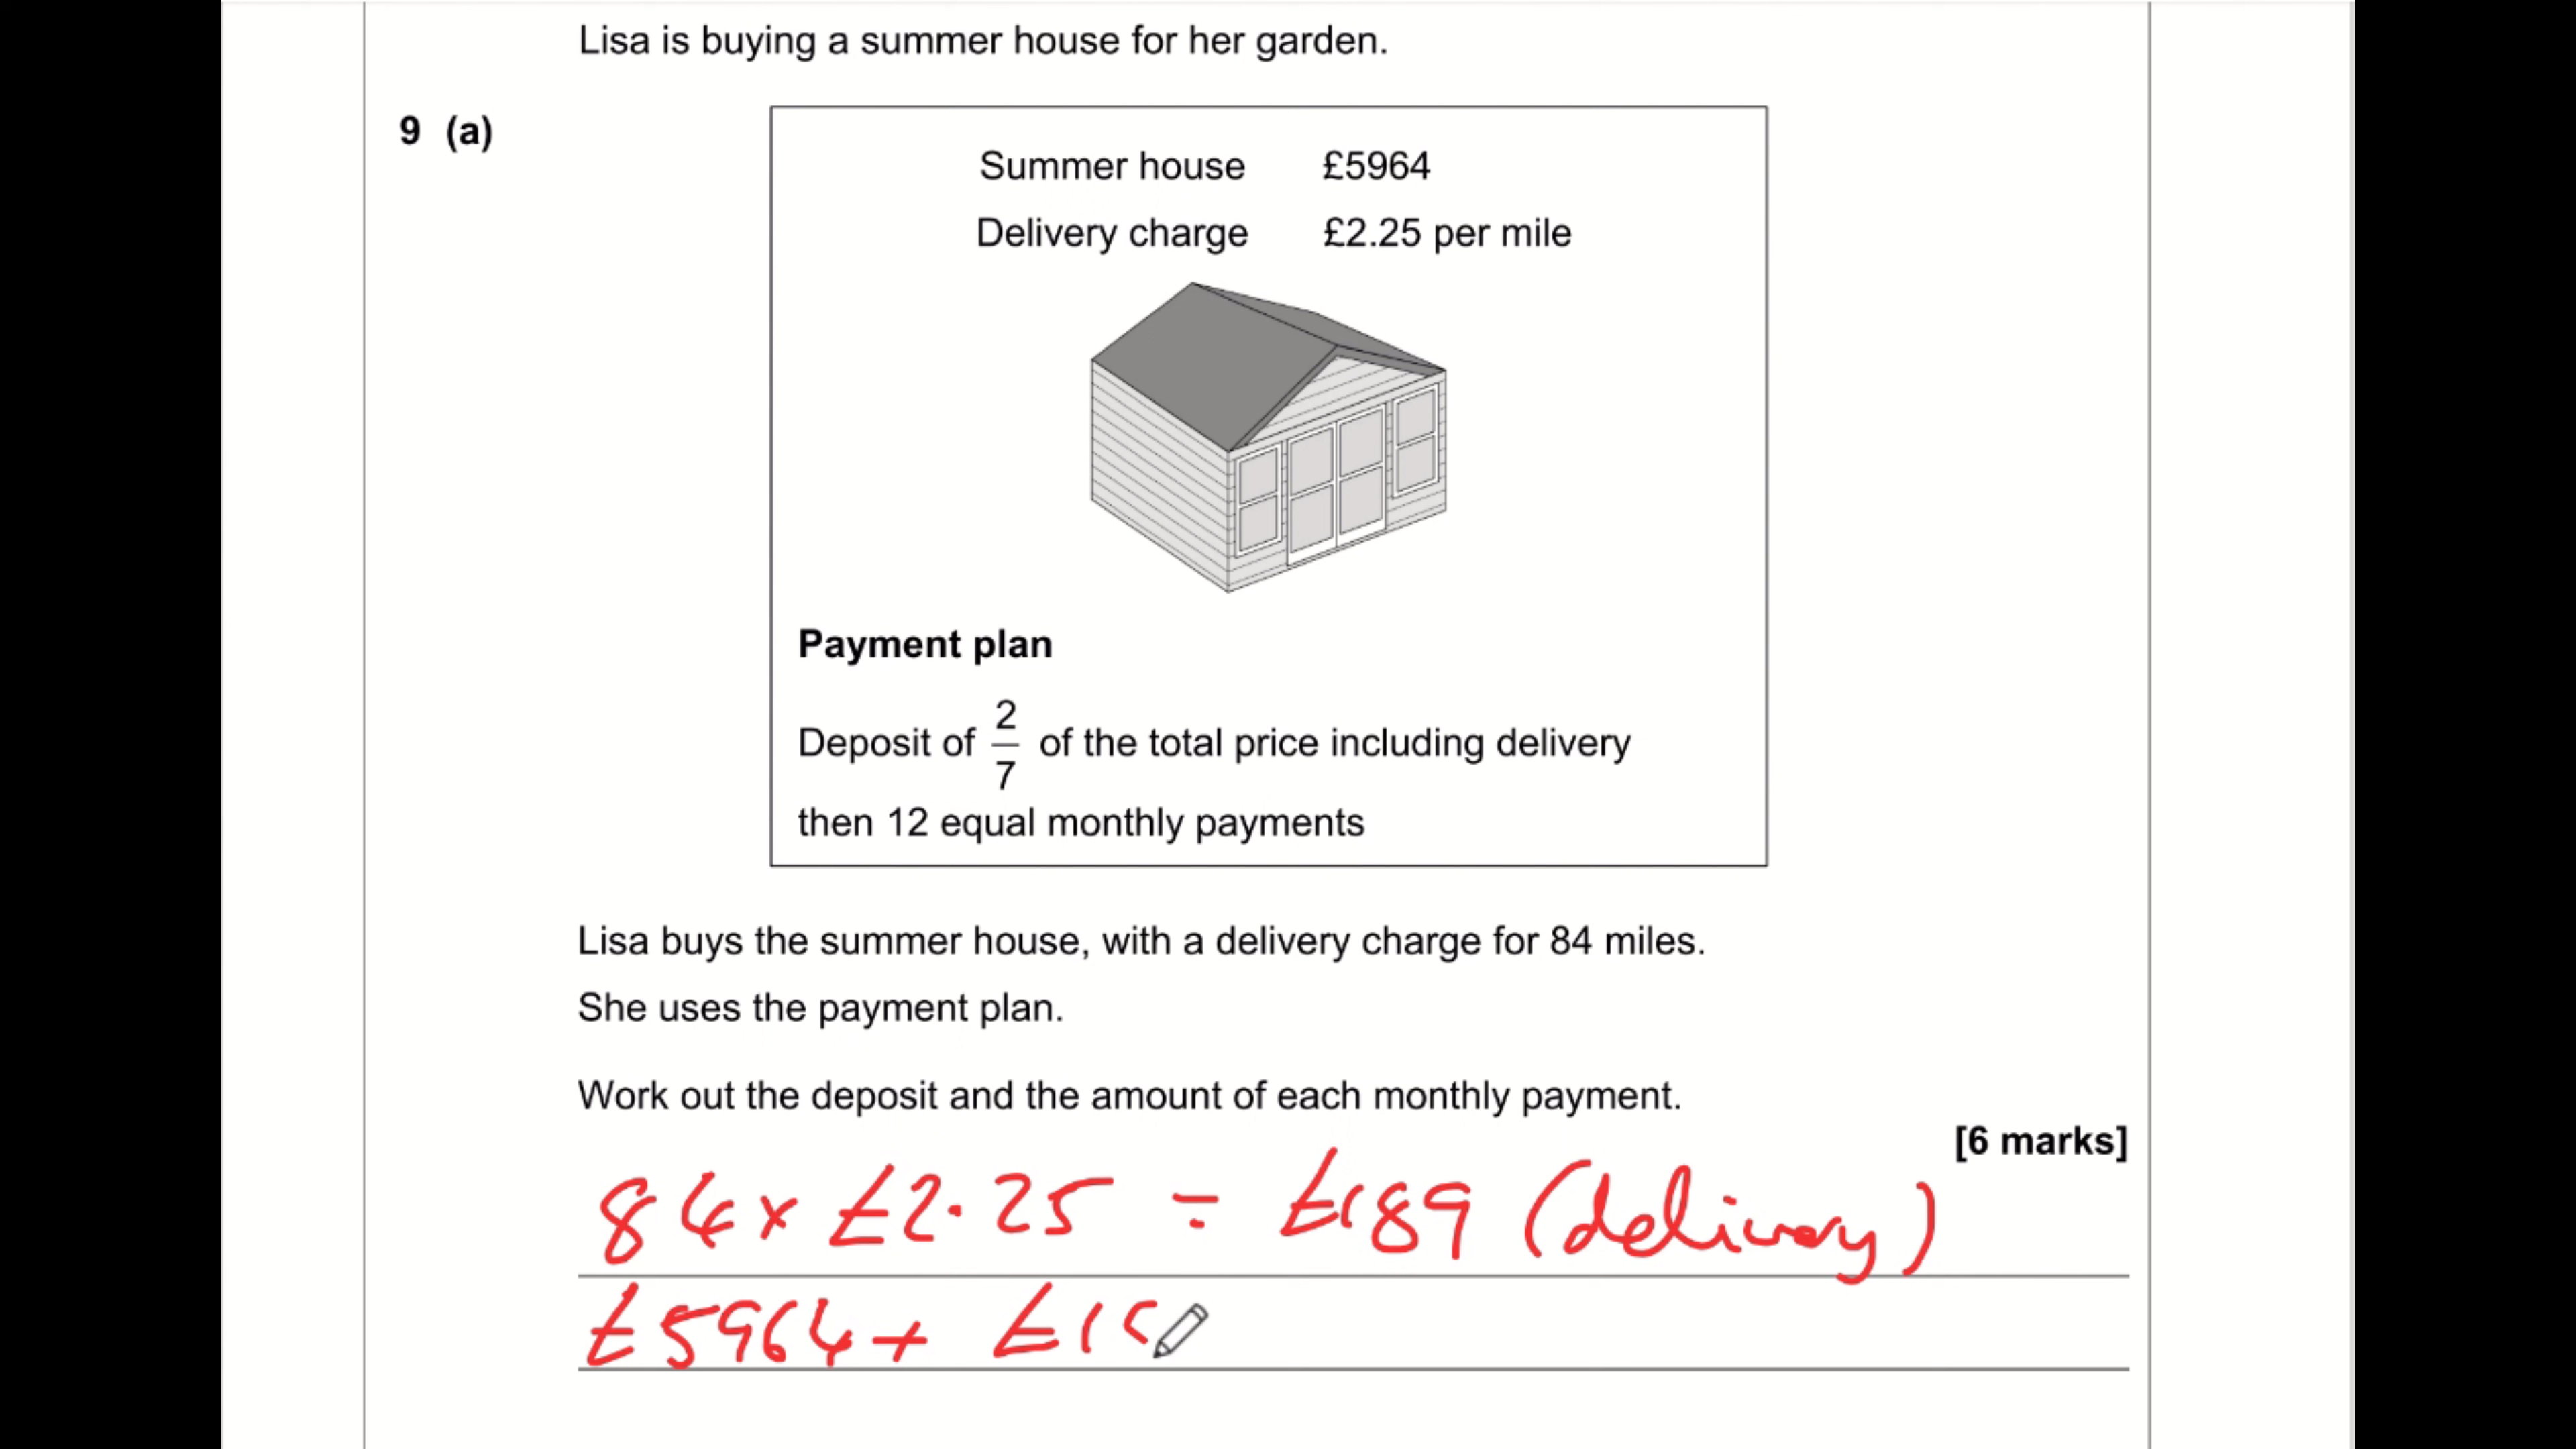 Lisa is buying a summer house for her garden.
9 (a)
Summer house £5964
Delivery charge £2.25 per mile
Payment plan
Deposit of 2/7 of the total price including delivery
then 12 equal monthly payments
Lisa buys the summer house, with a delivery charge for 84 miles.
She uses the payment plan.
Work out the deposit and the amount of each monthly payment.
[6 marks]
84 x £2.25 = £189 (delivery)
£5964 + £1